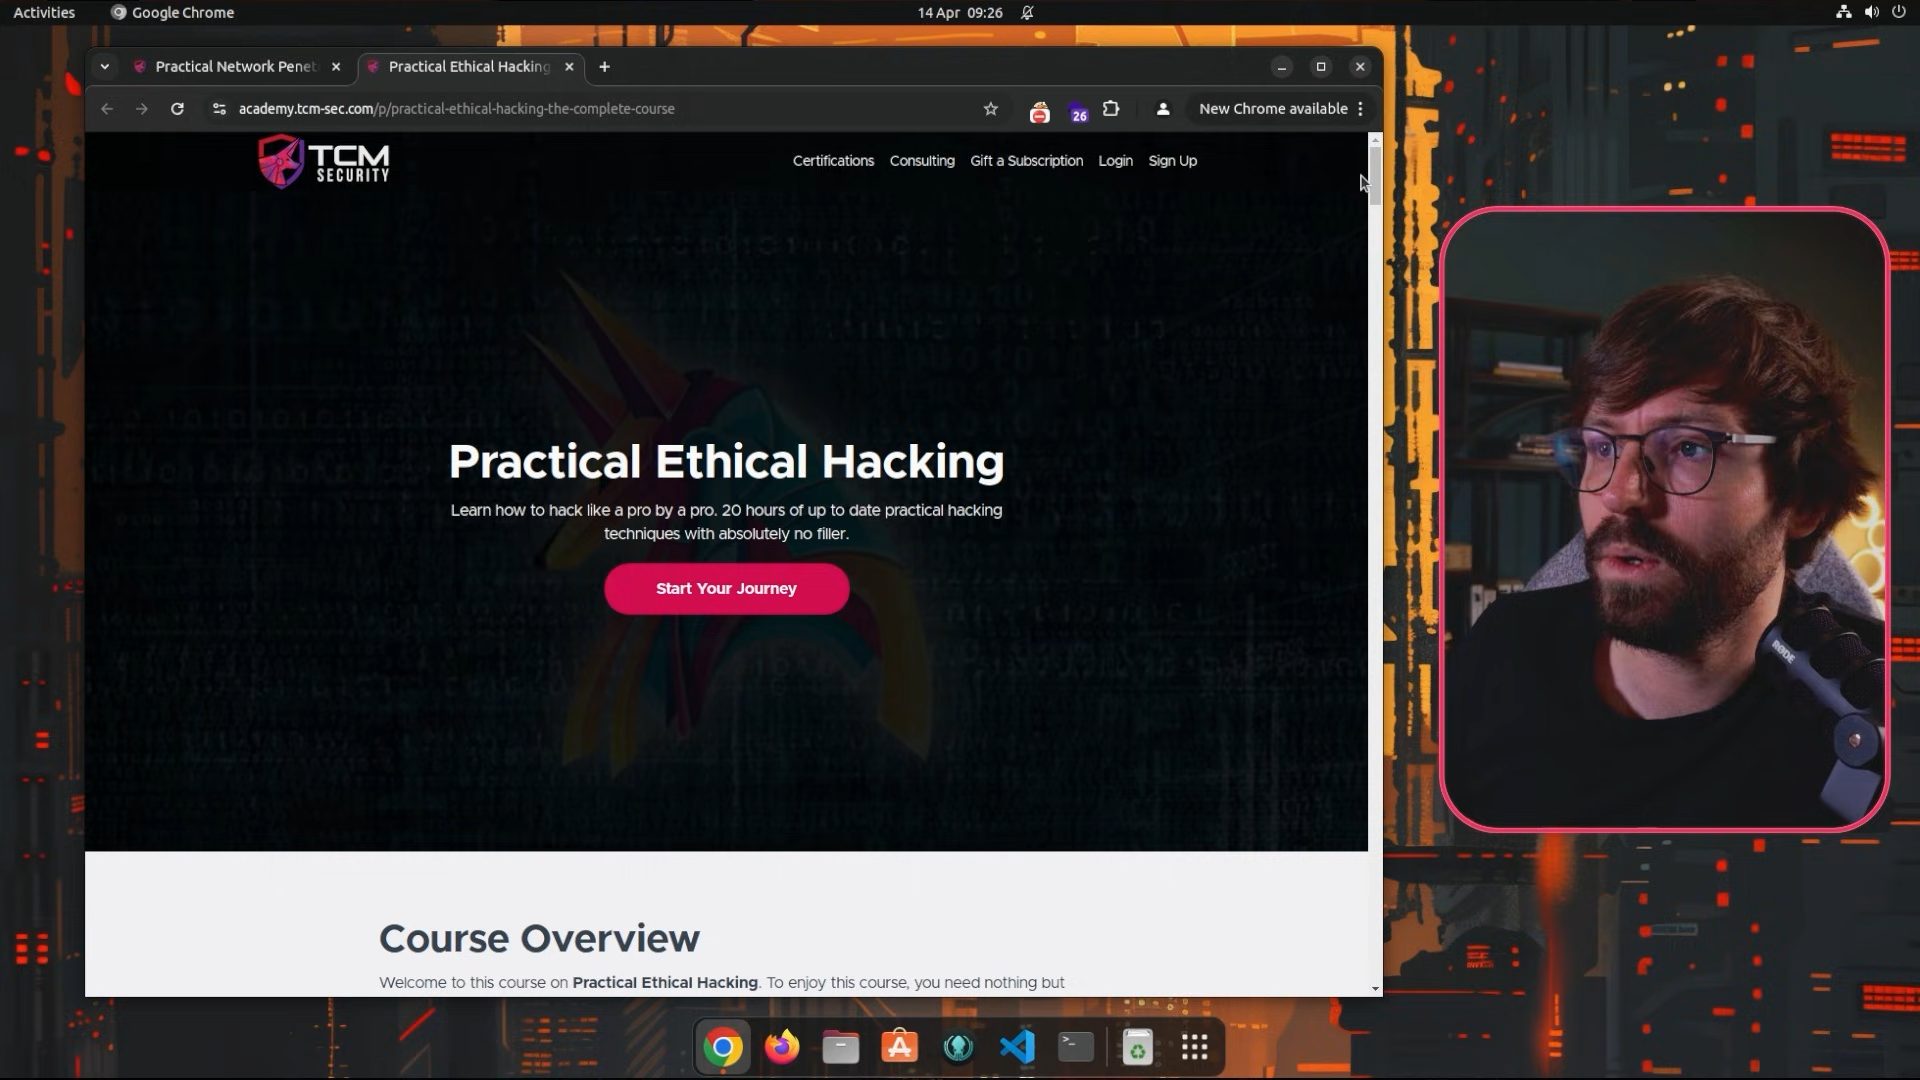 Activities
Google Chrome
14 Apr 09:26
Practical Network Penet
Practical Ethical Hacking
academy.tcm-sec.com/p/practical-ethical-hacking-the-complete-course
26
New Chrome available
TCM
SECURITY
Certifications
Consulting
Gift a Subscription
Login
Sign Up
Practical Ethical Hacking
Learn how to hack like a pro by a pro. 20 hours of up to date practical hacking
techniques with absolutely no filler.
Start Your Journey
RØDE
Course Overview
Welcome to this course on Practical Ethical Hacking. To enjoy this course, you need nothing but